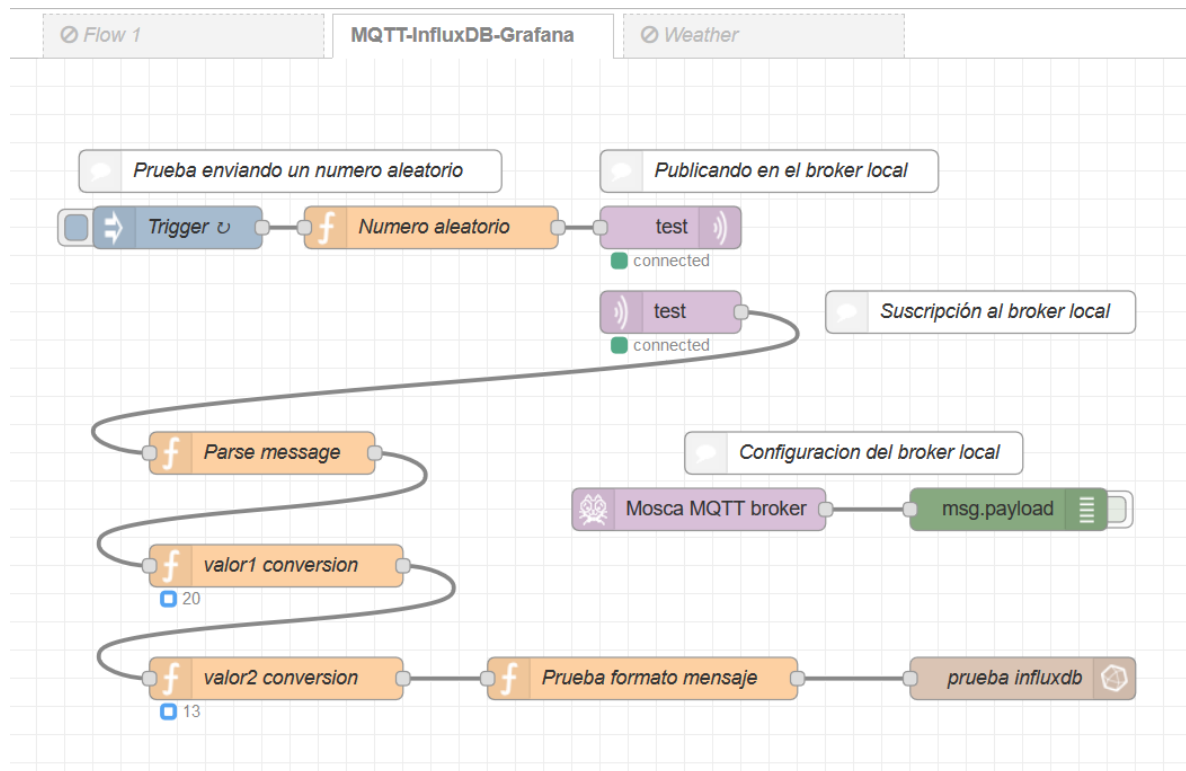 Flow 1
MQTT-InfluxDB-Grafana
Weather
Prueba enviando un numero aleatorio
Publicando en el broker local
Trigger ↻
Numero aleatorio
test
connected
test
Suscripción al broker local
connected
Parse message
Configuracion del broker local
Mosca MQTT broker
msg.payload
valor1 conversion
20
valor2 conversion
Prueba formato mensaje
prueba influxdb
13